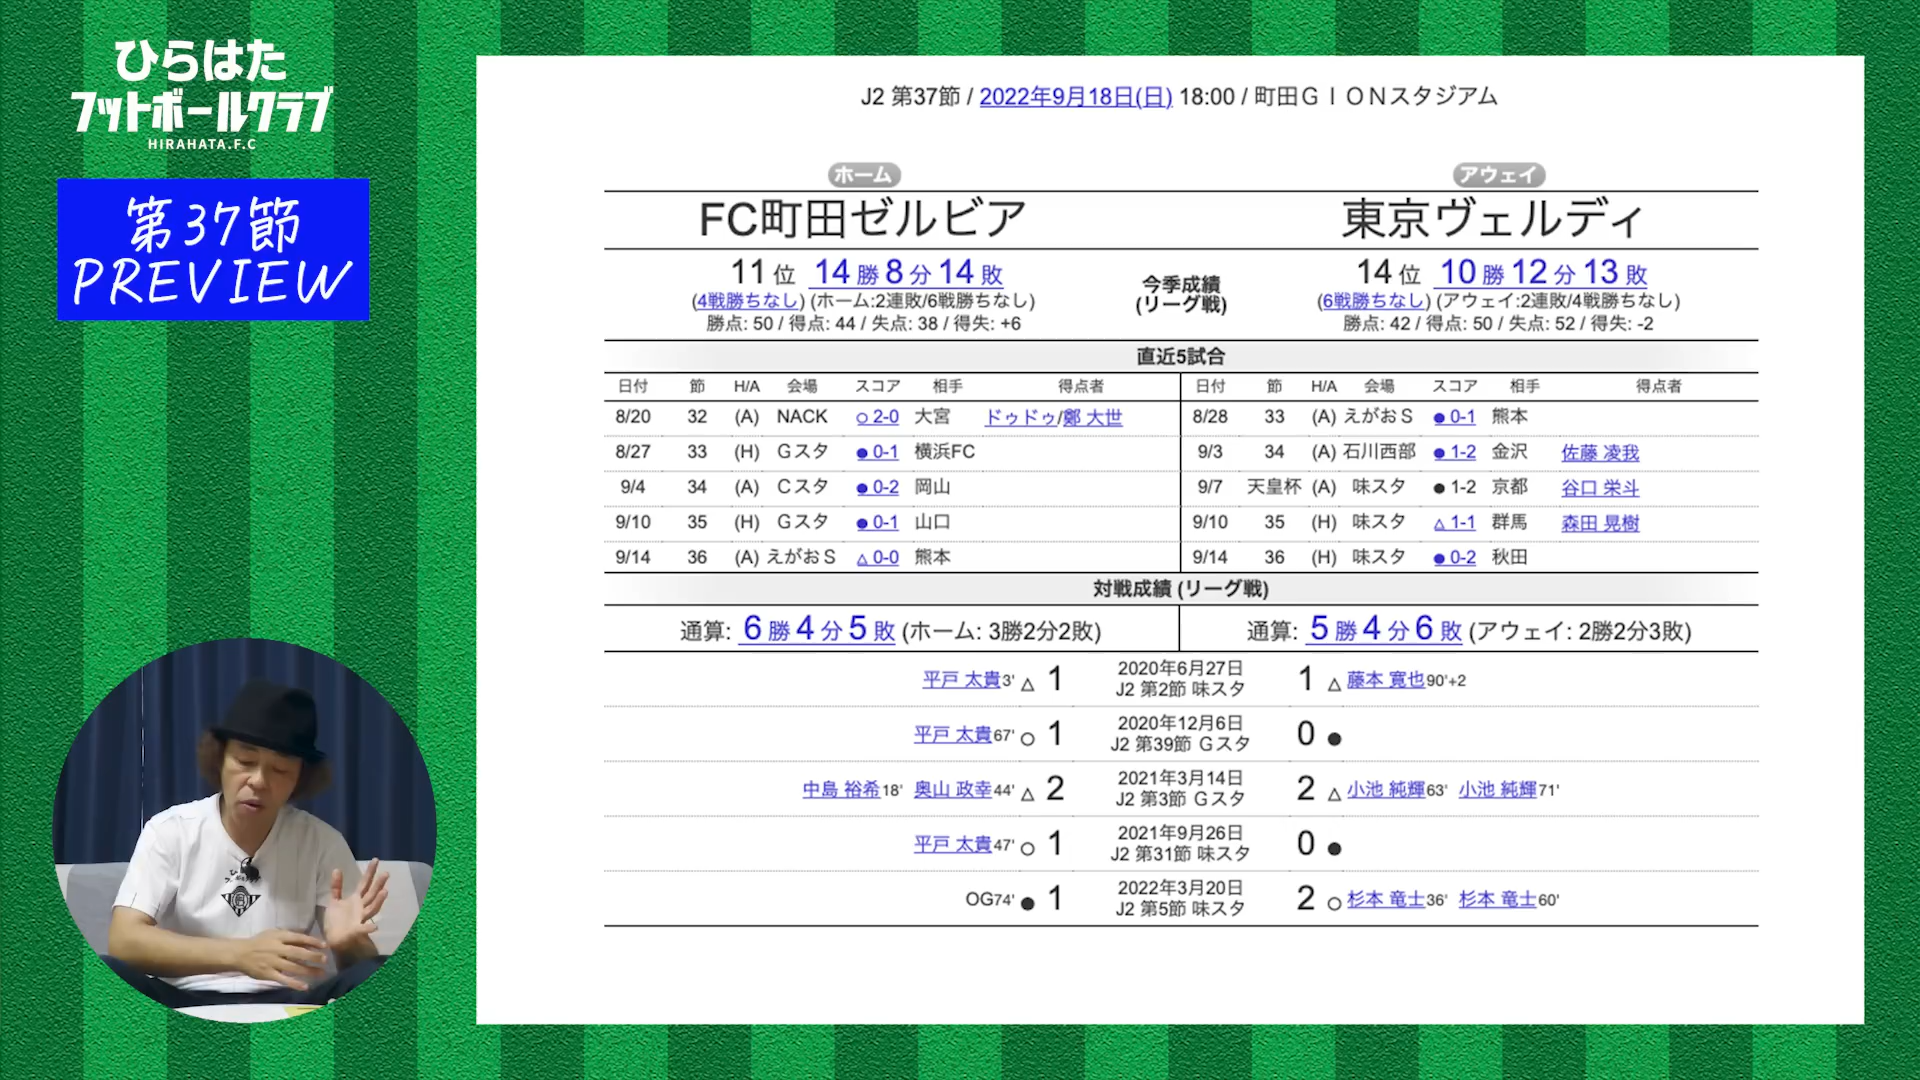 ひらはた
フットボールクラブ
HIRAHATA.F.C
第37節
PREVIEW
J2 第37節 / 2022年9月18日(日) 18:00 / 町田ＧＩＯＮスタジアム
ホーム アウェイ
FC町田ゼルビア 東京ヴェルディ
11 位 14 勝 8 分 14 敗 今季成績 (リーグ戦) 14 位 10 勝 12 分 13 敗
(4戦勝ちなし) (ホーム:2連敗/6戦勝ちなし) (6戦勝ちなし) (アウェイ:2連敗/4戦勝ちなし)
勝点: 50 / 得点: 44 / 失点: 38 / 得失: +6 勝点: 42 / 得点: 50 / 失点: 52 / 得失: -2
直近5試合
日付 節 H/A 会場 スコア 相手 得点者 日付 節 H/A 会場 スコア 相手 得点者
8/20 32 (A) NACK ○ 2-0 大宮 ドゥドゥ/鄭 大世 8/28 33 (A) えがおＳ ● 0-1 熊本
8/27 33 (H) Ｇスタ ● 0-1 横浜FC 9/3 34 (A) 石川西部 ● 1-2 金沢 佐藤 凌我
9/4 34 (A) Ｃスタ ● 0-2 岡山 9/7 天皇杯 (A) 味スタ ● 1-2 京都 谷口 栄斗
9/10 35 (H) Ｇスタ ● 0-1 山口 9/10 35 (H) 味スタ △ 1-1 群馬 森田 晃樹
9/14 36 (A) えがおＳ △ 0-0 熊本 9/14 36 (H) 味スタ ● 0-2 秋田
対戦成績 (リーグ戦)
通算: 6 勝 4 分 5 敗 (ホーム: 3勝2分2敗) 通算: 5 勝 4 分 6 敗 (アウェイ: 2勝2分3敗)
平戸 太貴3' △ 1 2020年6月27日 J2 第2節 味スタ 1 △ 藤本 寛也90'+2
平戸 太貴67' ○ 1 2020年12月6日 J2 第39節 Ｇスタ 0 ●
中島 裕希18' 奥山 政幸44' △ 2 2021年3月14日 J2 第3節 Ｇスタ 2 △ 小池 純輝63' 小池 純輝71'
平戸 太貴47' ○ 1 2021年9月26日 J2 第31節 味スタ 0 ●
OG74' ● 1 2022年3月20日 J2 第5節 味スタ 2 ○ 杉本 竜士36' 杉本 竜士60'